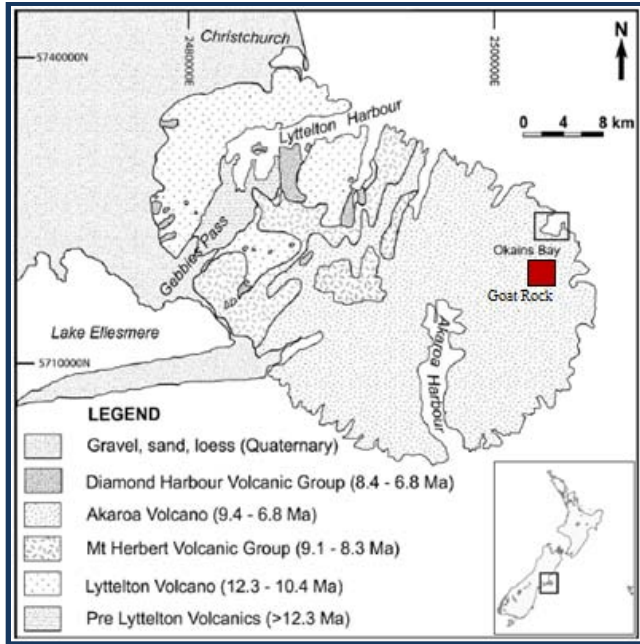 Christchurch
5740000N
2480000E
2500000E
N
0 4 8 km
Lyttelton Harbour
Gebbies Pass
Okains Bay
Goat Rock
Lake Ellesmere
Akaroa Harbour
5710000N
LEGEND
Gravel, sand, loess (Quaternary)
Diamond Harbour Volcanic Group (8.4 - 6.8 Ma)
Akaroa Volcano (9.4 - 6.8 Ma)
Mt Herbert Volcanic Group (9.1 - 8.3 Ma)
Lyttelton Volcano (12.3 - 10.4 Ma)
Pre Lyttelton Volcanics (>12.3 Ma)